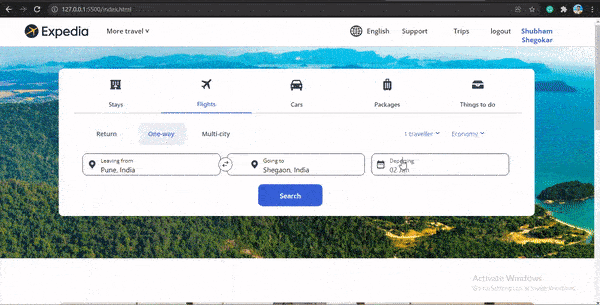 127.0.0.1:5500/index.html
Expedia
More travel
English
Support
Trips
logout
Shubham
Shegokar
Stays
Flights
Cars
Packages
Things to do
Return
One-way
Multi-city
1 traveller
Economy
Leaving from
Pune, India
Going to
Shegaon, India
Departing
02 Jun
Search
Activate Windows
Go to Settings to activate Windows.